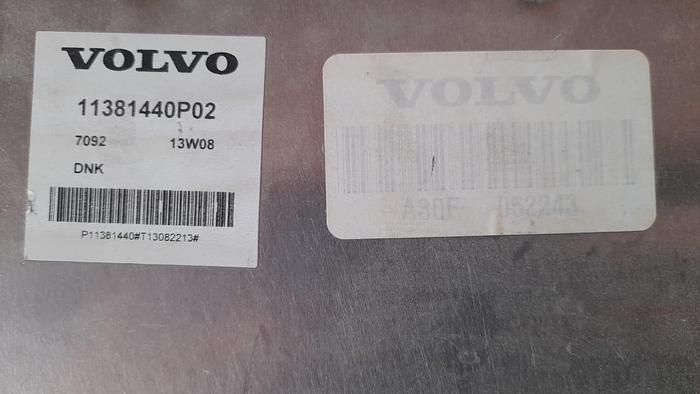 VOLVO
11381440P02
7092 13W08
DNK
P11381440#T13082213#
VOLVO
A30F 052243